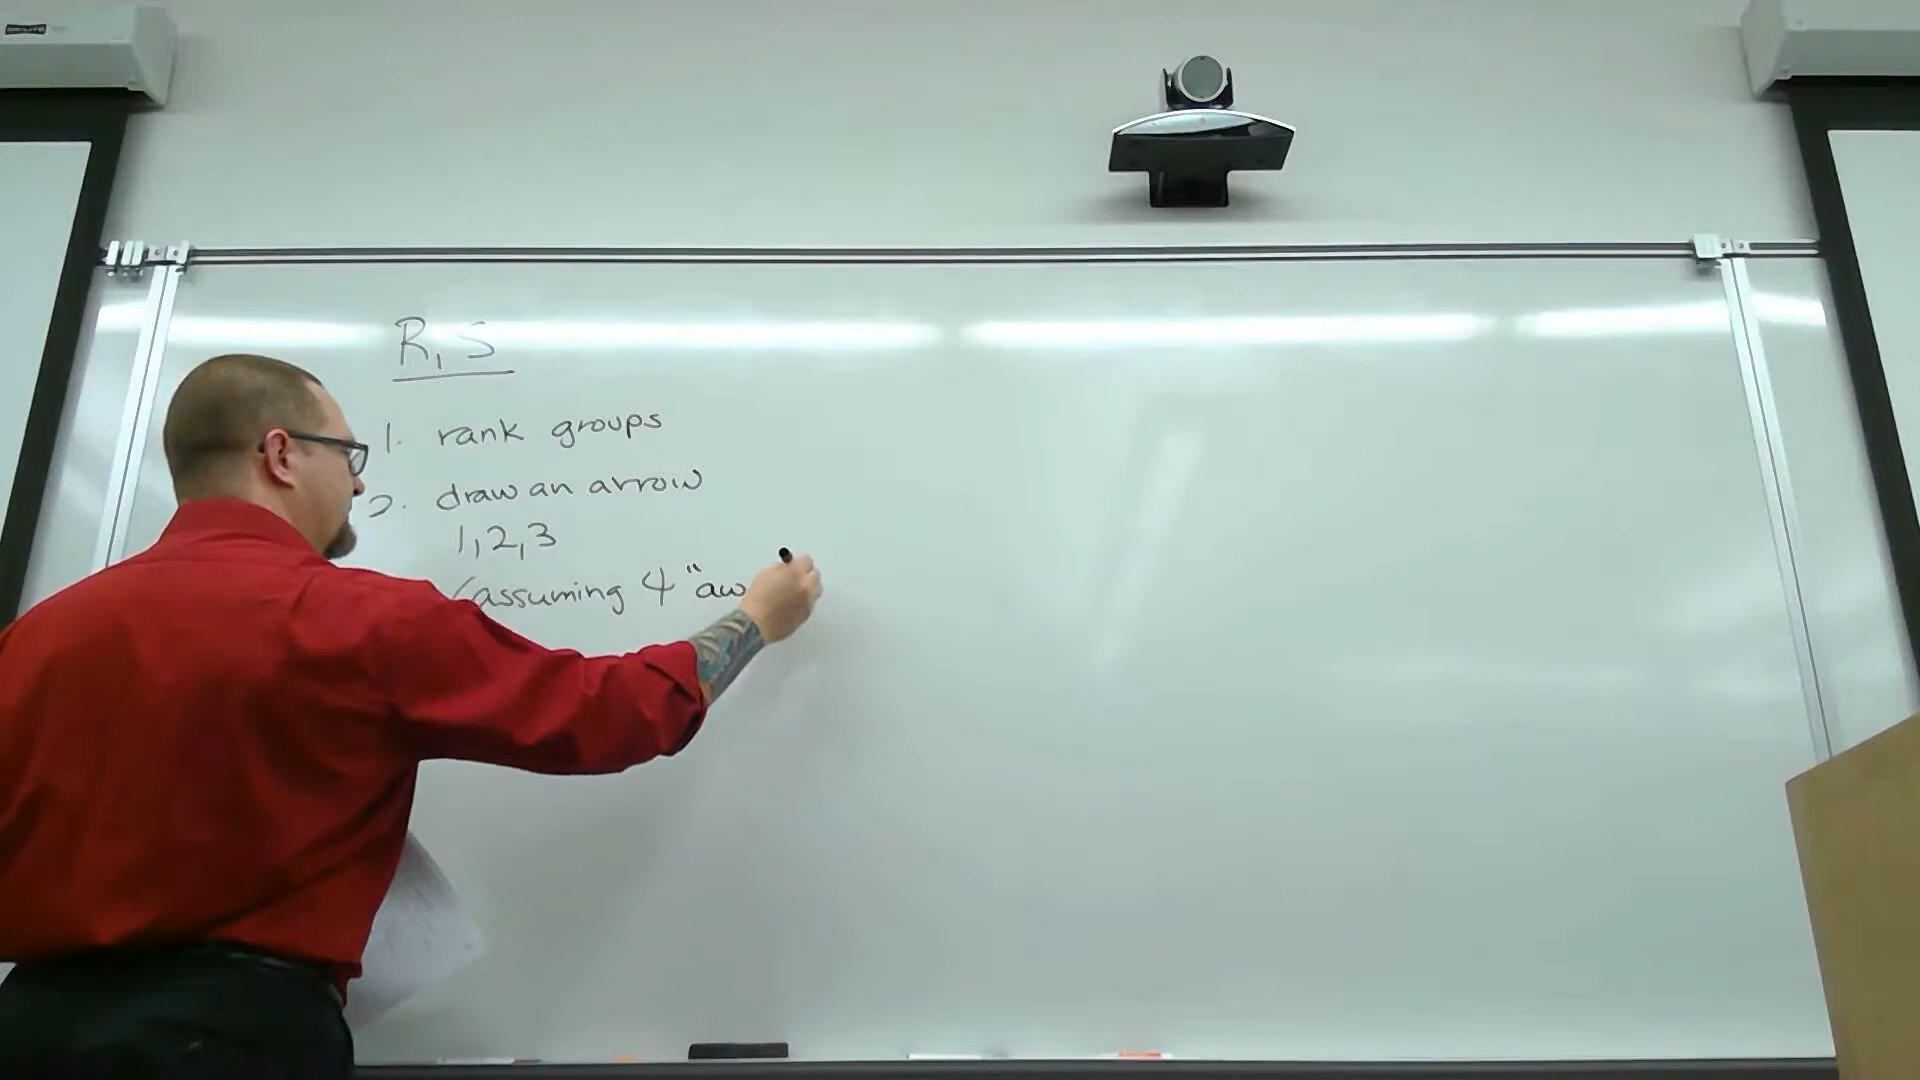 R, S
1. rank groups
2. draw an arrow
1, 2, 3
(assuming 4 "aw